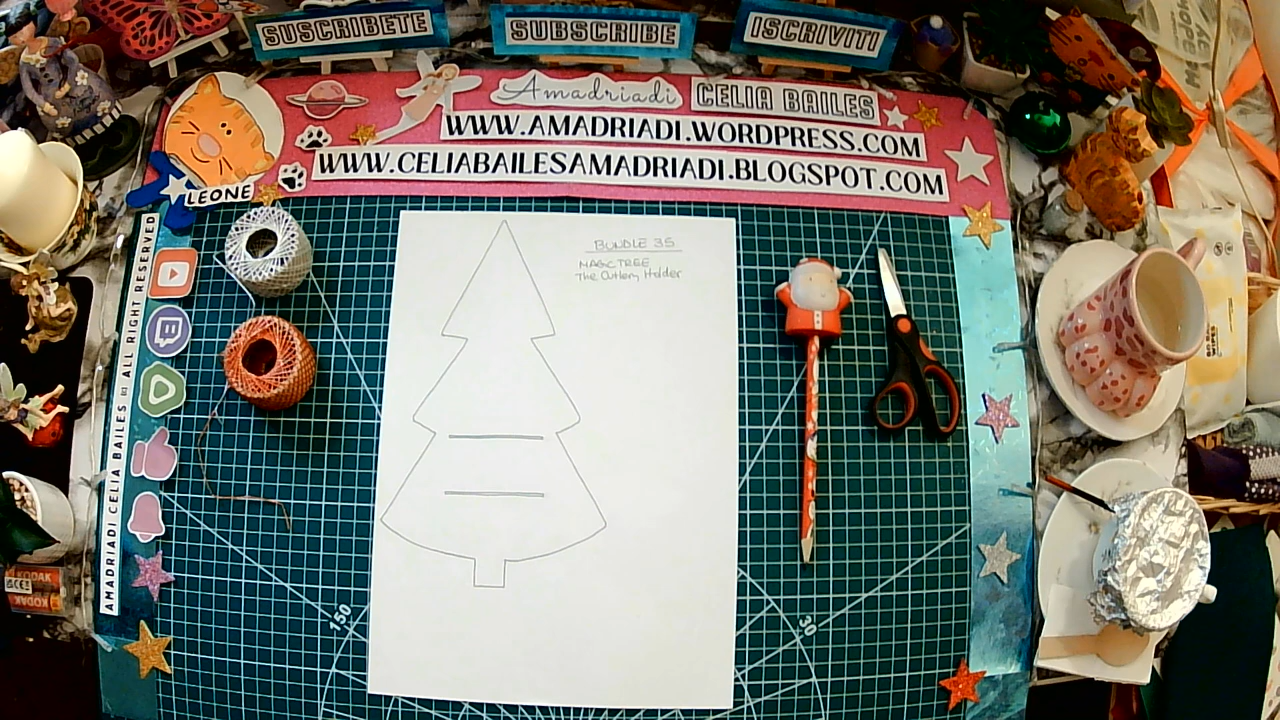 SUSCRIBETE
SUBSCRIBE
ISCRIVITI
Amadriadi
CELIA BAILES
WWW.AMADRIADI.WORDPRESS.COM
WWW.CELIABAILESAMADRIADI.BLOGSPOT.COM
LEONE
AMADRIADI CELIA BAILES (C) ALL RIGHT RESERVED
BUNDLE 35
MAGIC TREE
The Cutlery Holder
150
30
KODAK
KODAK